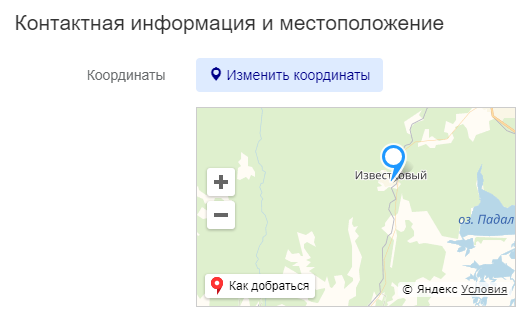 Контактная информация и местоположение
Координаты
Изменить координаты
Известковый
оз. Падал
+
−
Как добраться
© Яндекс Условия